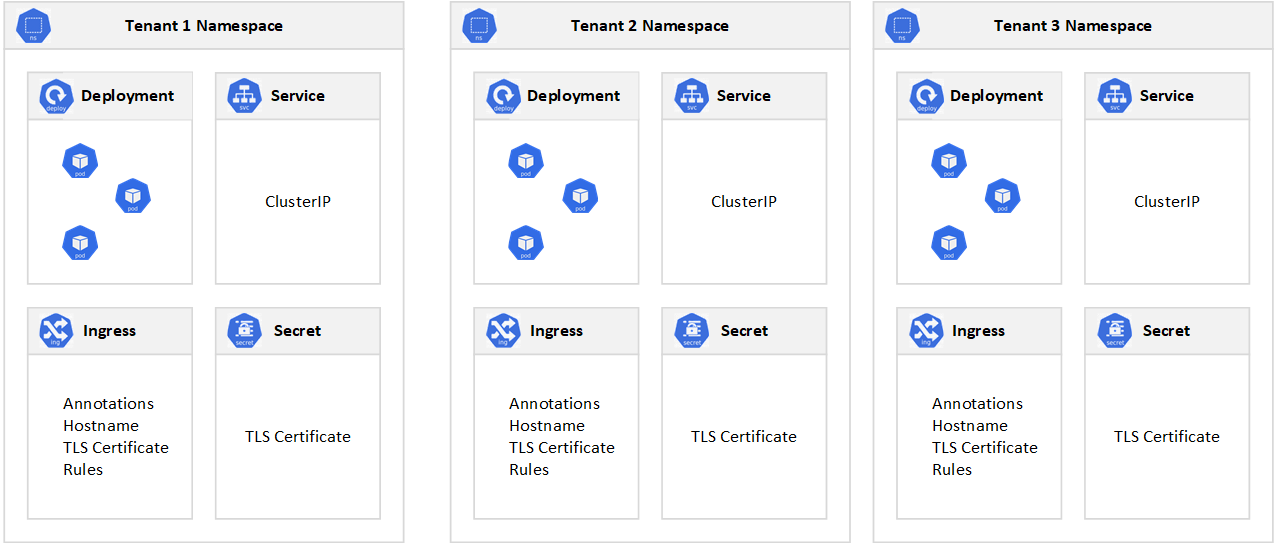 Tenant 1 Namespace
ns
Deployment
deploy
Service
svc
pod
pod
pod
ClusterIP
Ingress
ing
Secret
secret
Annotations
Hostname
TLS Certificate
Rules
TLS Certificate
Tenant 2 Namespace
ns
Deployment
deploy
Service
svc
pod
pod
pod
ClusterIP
Ingress
ing
Secret
secret
Annotations
Hostname
TLS Certificate
Rules
TLS Certificate
Tenant 3 Namespace
ns
Deployment
deploy
Service
svc
pod
pod
pod
ClusterIP
Ingress
ing
Secret
secret
Annotations
Hostname
TLS Certificate
Rules
TLS Certificate